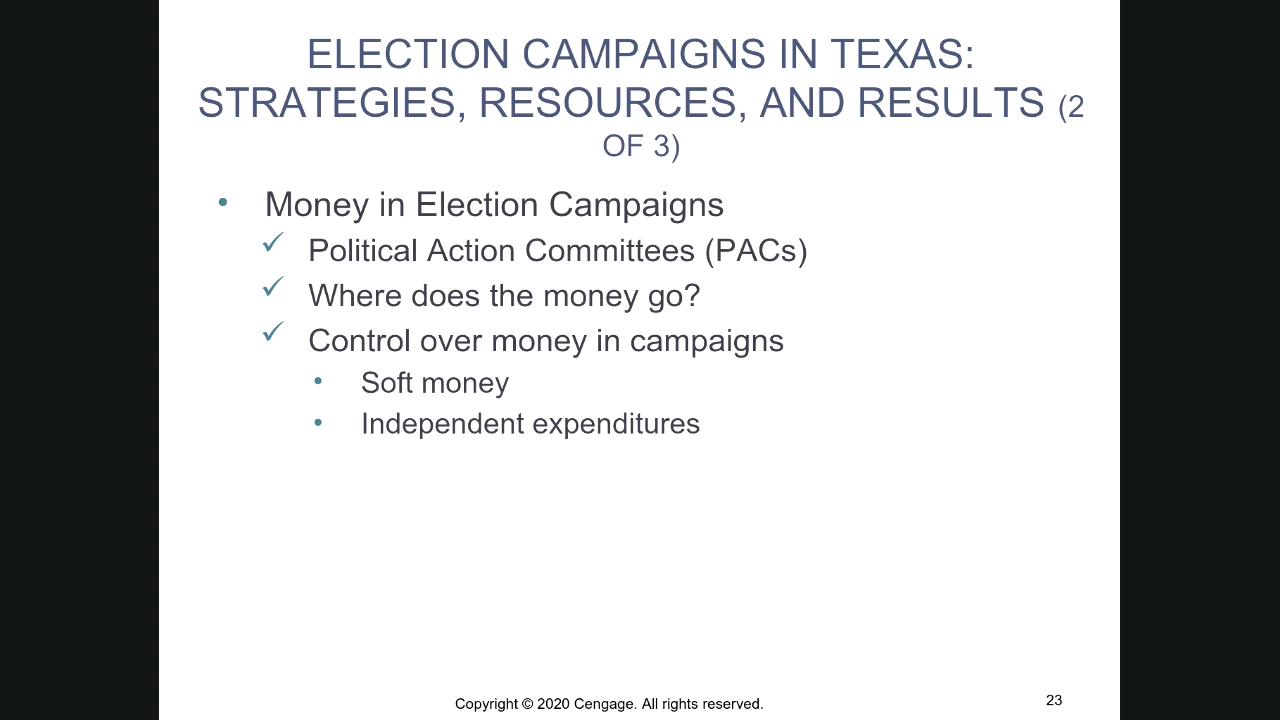 ELECTION CAMPAIGNS IN TEXAS:
STRATEGIES, RESOURCES, AND RESULTS (2
OF 3)
• Money in Election Campaigns
✓ Political Action Committees (PACs)
✓ Where does the money go?
✓ Control over money in campaigns
• Soft money
• Independent expenditures
Copyright © 2020 Cengage. All rights reserved.
23